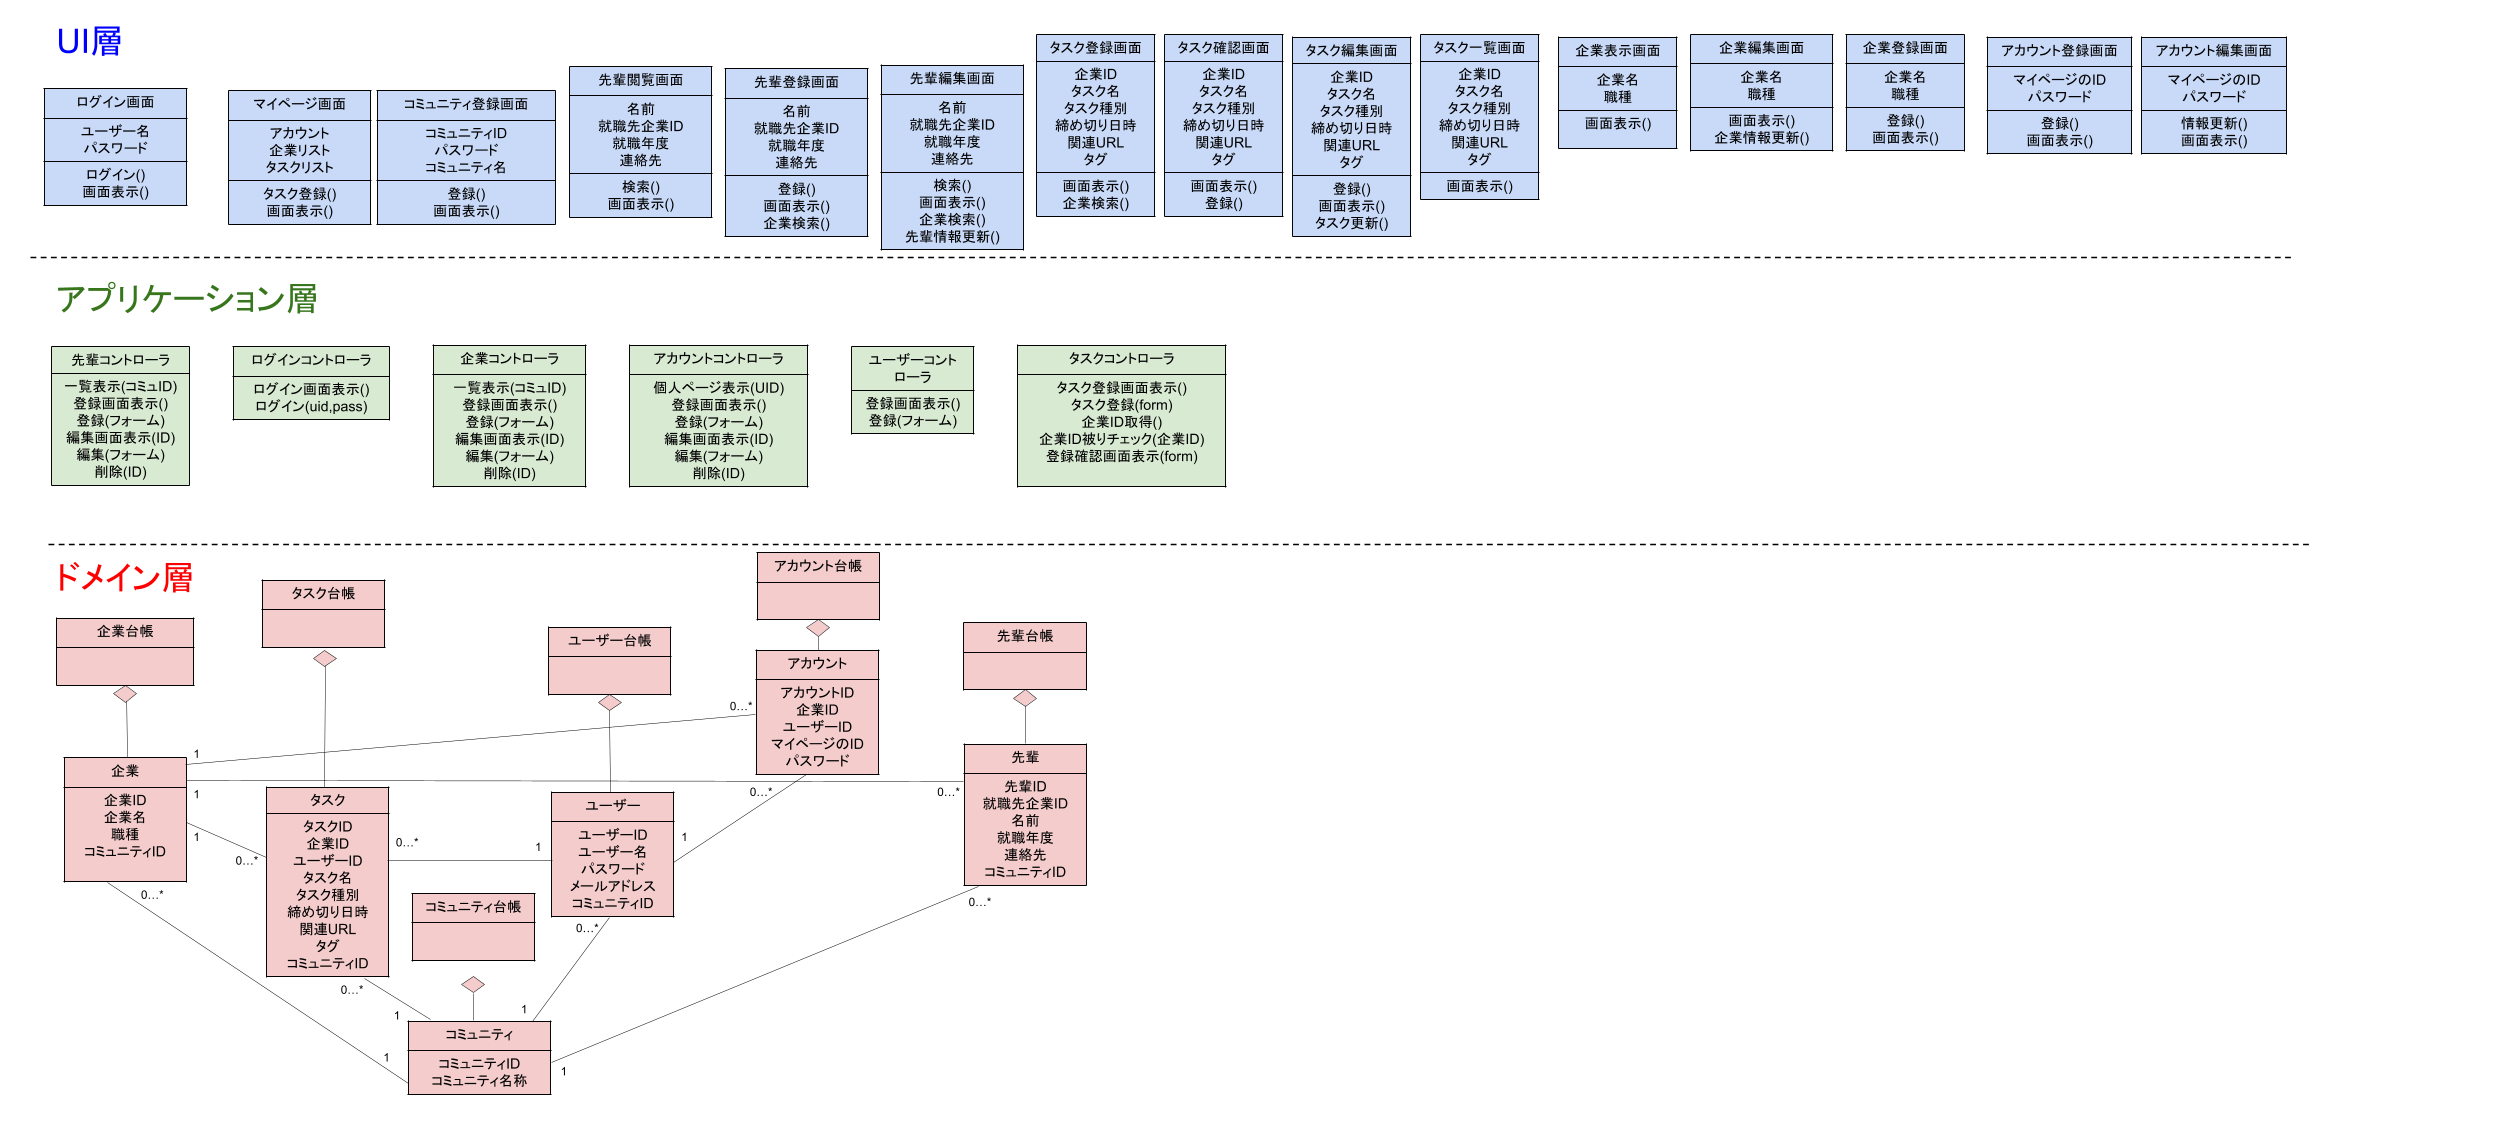 UI層
ログイン画面
ユーザー名
パスワード
ログイン()
画面表示()
マイページ画面
アカウント
企業リスト
タスクリスト
タスク登録()
画面表示()
コミュニティ登録画面
コミュニティID
パスワード
コミュニティ名
登録()
画面表示()
先輩閲覧画面
名前
就職先企業ID
就職年度
連絡先
検索()
画面表示()
先輩登録画面
名前
就職先企業ID
就職年度
連絡先
登録()
画面表示()
企業検索()
先輩編集画面
名前
就職先企業ID
就職年度
連絡先
検索()
画面表示()
企業検索()
先輩情報更新()
タスク登録画面
企業ID
タスク名
タスク種別
締め切り日時
関連URL
タグ
画面表示()
企業検索()
タスク確認画面
企業ID
タスク名
タスク種別
締め切り日時
関連URL
タグ
画面表示()
登録()
タスク編集画面
企業ID
タスク名
タスク種別
締め切り日時
関連URL
タグ
登録()
画面表示()
タスク更新()
タスク一覧画面
企業ID
タスク名
タスク種別
締め切り日時
関連URL
タグ
画面表示()
企業表示画面
企業名
職種
画面表示()
企業編集画面
企業名
職種
画面表示()
企業情報更新()
企業登録画面
企業名
職種
登録()
画面表示()
アカウント登録画面
マイページのID
パスワード
登録()
画面表示()
アカウント編集画面
マイページのID
パスワード
情報更新()
画面表示()
アプリケーション層
先輩コントローラ
一覧表示(コミュID)
登録画面表示()
登録(フォーム)
編集画面表示(ID)
編集(フォーム)
削除(ID)
ログインコントローラ
ログイン画面表示()
ログイン(uid,pass)
企業コントローラ
一覧表示(コミュID)
登録画面表示()
登録(フォーム)
編集画面表示(ID)
編集(フォーム)
削除(ID)
アカウントコントローラ
個人ページ表示(UID)
登録画面表示()
登録(フォーム)
編集画面表示(ID)
編集(フォーム)
削除(ID)
ユーザーコント
ローラ
登録画面表示()
登録(フォーム)
タスクコントローラ
タスク登録画面表示()
タスク登録(form)
企業ID取得()
企業ID被りチェック(企業ID)
登録確認画面表示(form)
ドメイン層
企業台帳
タスク台帳
ユーザー台帳
アカウント台帳
先輩台帳
アカウント
アカウントID
企業ID
ユーザーID
マイページのID
パスワード
0...*
1
企業
企業ID
企業名
職種
コミュニティID
1
1
0...*
0...*
タスク
タスクID
企業ID
ユーザーID
タスク名
タスク種別
締め切り日時
関連URL
タグ
コミュニティID
0...*
1
ユーザー
ユーザーID
ユーザー名
パスワード
メールアドレス
コミュニティID
1
0...*
0...*
先輩
先輩ID
就職先企業ID
名前
就職年度
連絡先
コミュニティID
0...*
コミュニティ台帳
0...*
0...*
1
1
1
1
コミュニティ
コミュニティID
コミュニティ名称